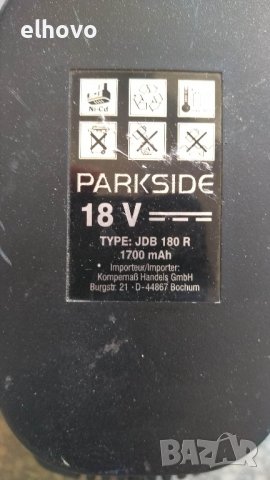 elhovo
Ni-Cd
PARKSIDE
18 V
TYPE: JDB 180 R
1700 mAh
Importeur/Importer:
Kompernaß Handels GmbH
Burgstr. 21 · D-44867 Bochum
BAZAR